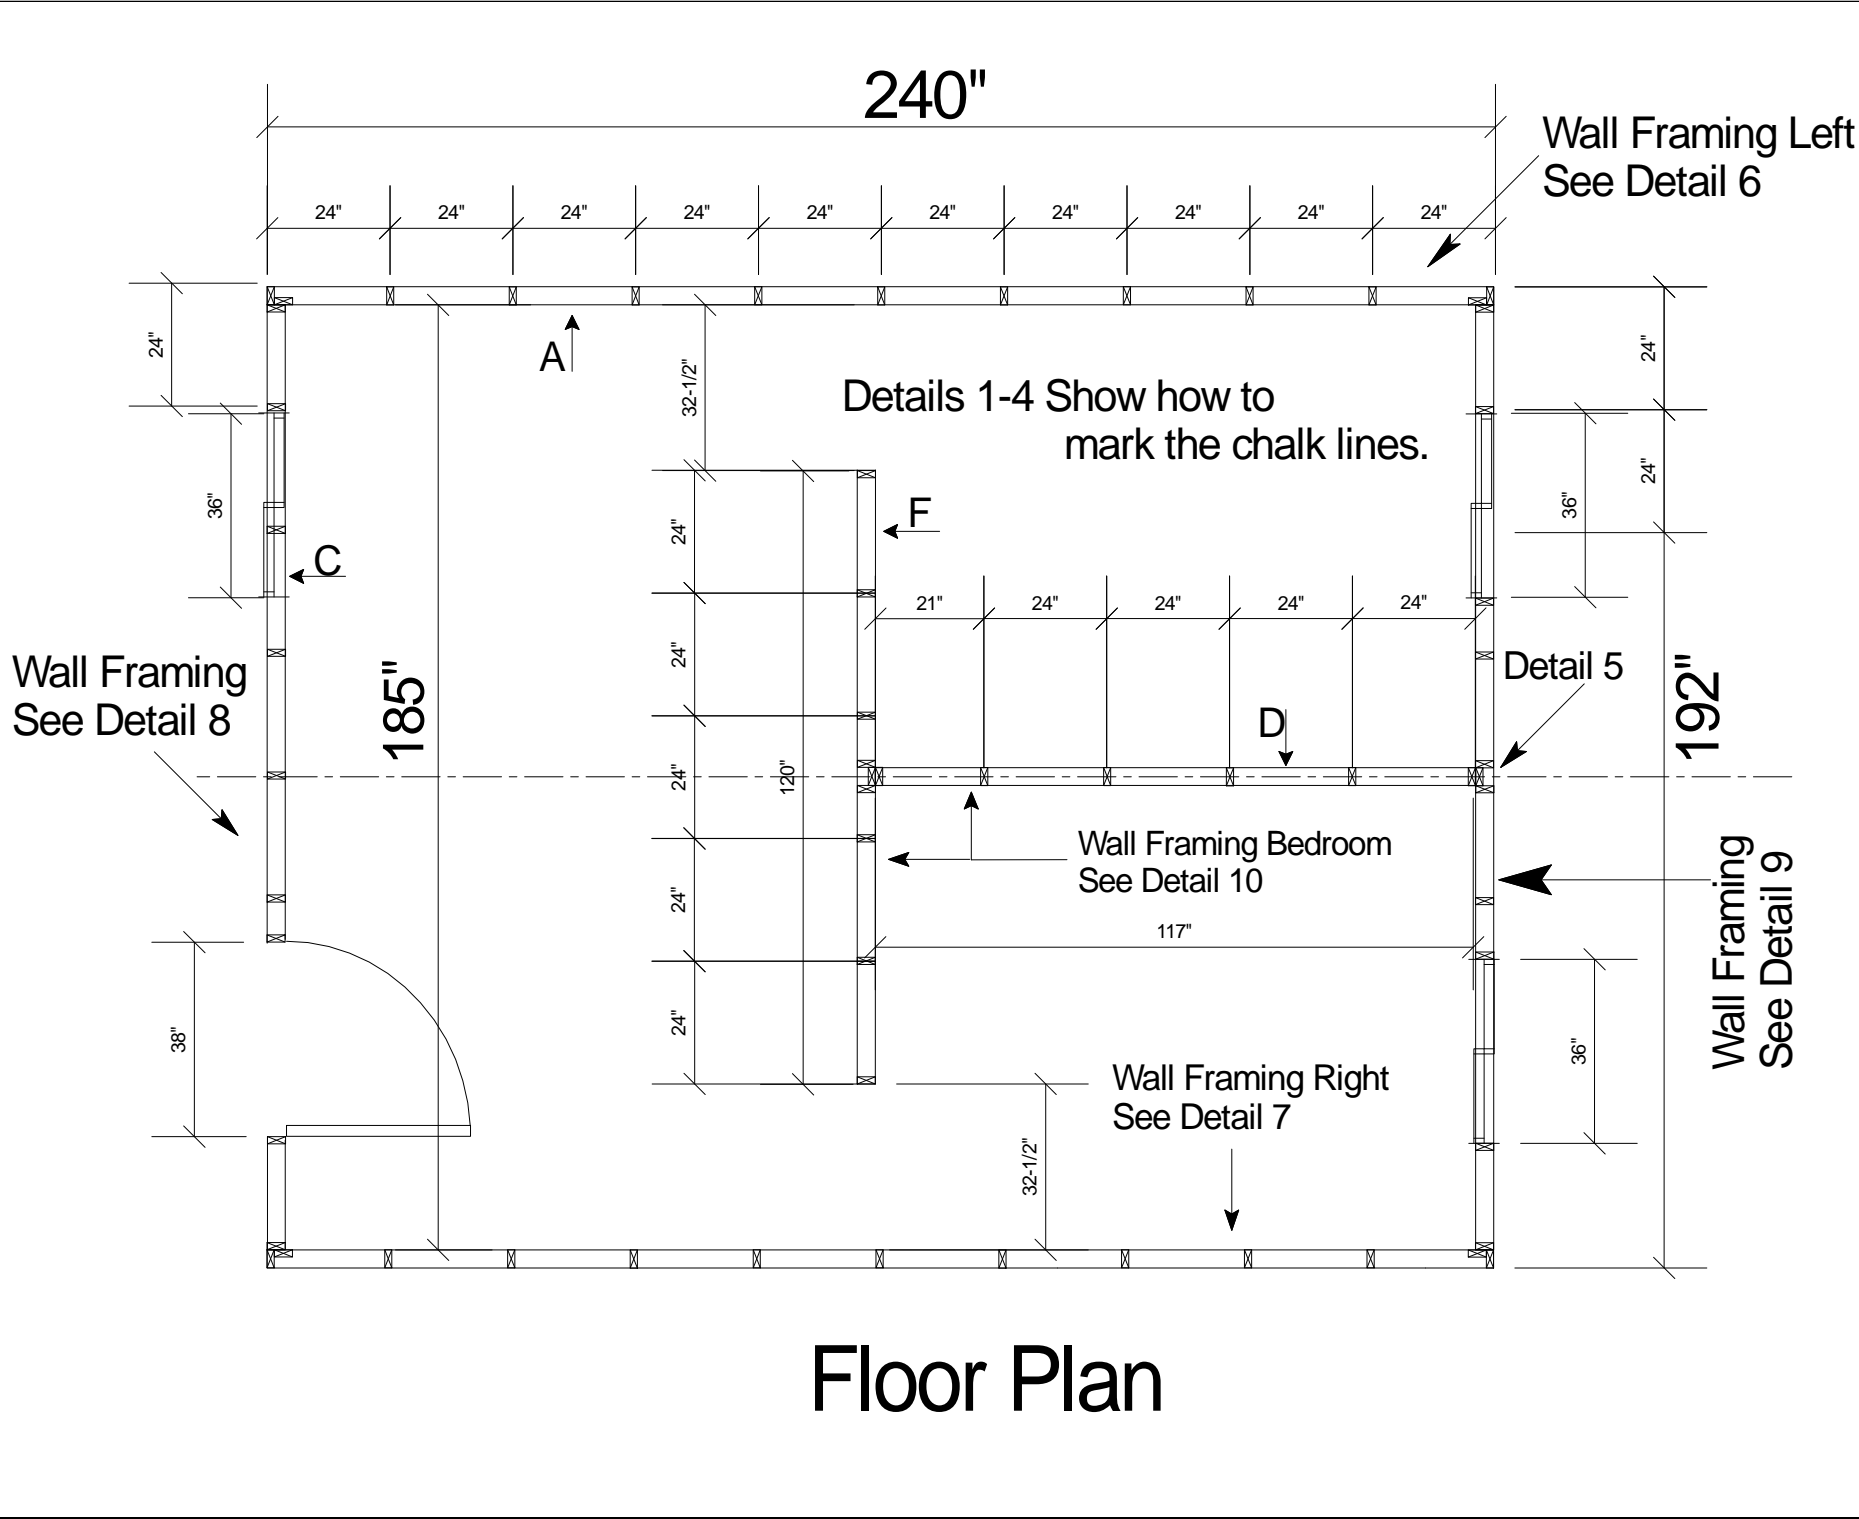 240"
Wall Framing Left
See Detail 6
24" 24" 24" 24" 24" 24" 24" 24" 24" 24"
24"
24"
A
32-1/2"
Details 1-4 Show how to
mark the chalk lines.
24"
36"
36"
F
24"
C
21" 24" 24" 24" 24"
Wall Framing
See Detail 8
185"
24"
Detail 5
192"
D
24"
120"
Wall Framing Bedroom
See Detail 10
24"
Wall Framing
See Detail 9
117"
38"
24"
36"
Wall Framing Right
See Detail 7
32-1/2"
Floor Plan